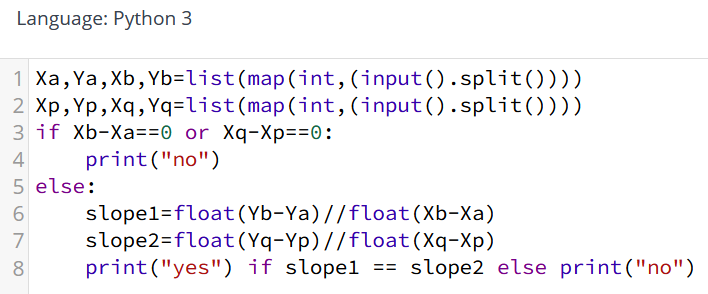 Language: Python 3
1 Xa,Ya,Xb,Yb=list(map(int,(input().split())))
2 Xp,Yp,Xq,Yq=list(map(int,(input().split())))
3 if Xb-Xa==0 or Xq-Xp==0:
4     print("no")
5 else:
6     slope1=float(Yb-Ya)//float(Xb-Xa)
7     slope2=float(Yq-Yp)//float(Xq-Xp)
8     print("yes") if slope1 == slope2 else print("no")